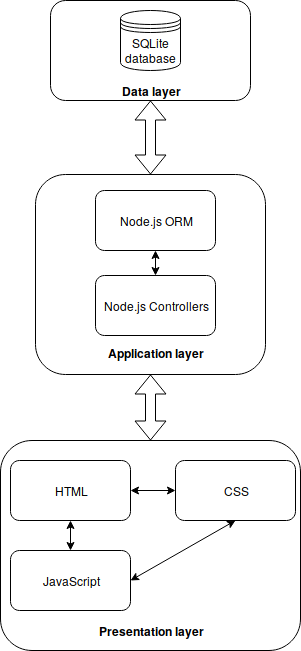 SQLite
database
Data layer
Node.js ORM
Node.js Controllers
Application layer
HTML
CSS
JavaScript
Presentation layer